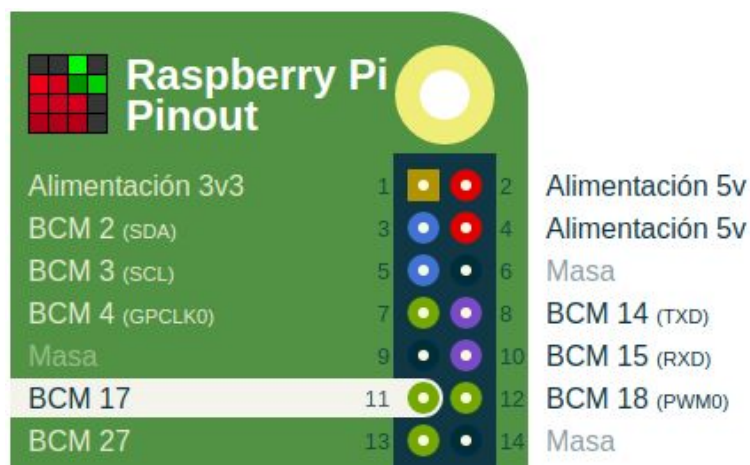 Raspberry Pi
Pinout
Alimentación 3v3 1 2 Alimentación 5v
BCM 2 (SDA) 3 4 Alimentación 5v
BCM 3 (SCL) 5 6 Masa
BCM 4 (GPCLK0) 7 8 BCM 14 (TXD)
Masa 9 10 BCM 15 (RXD)
BCM 17 11 12 BCM 18 (PWM0)
BCM 27 13 14 Masa